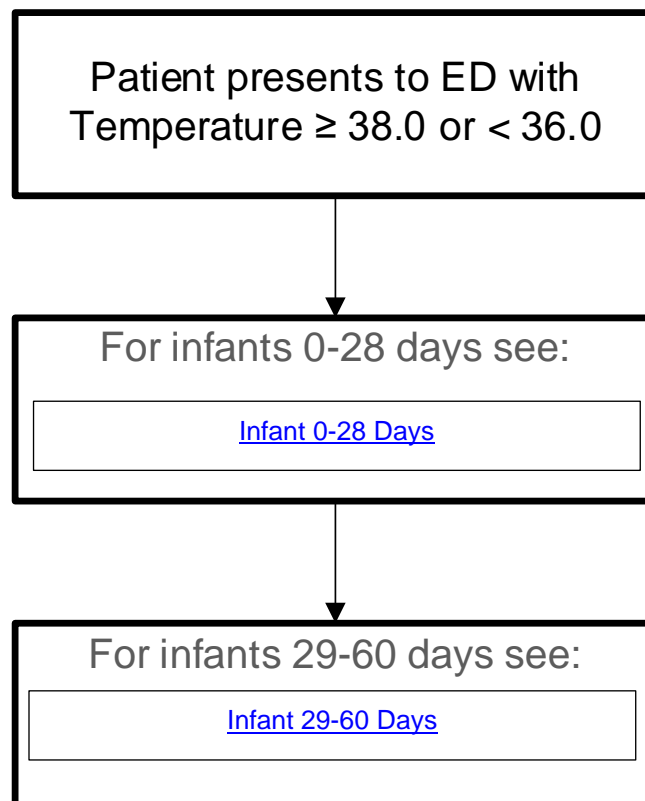 Patient presents to ED with
Temperature ≥ 38.0 or < 36.0
For infants 0-28 days see:
Infant 0-28 Days
For infants 29-60 days see:
Infant 29-60 Days